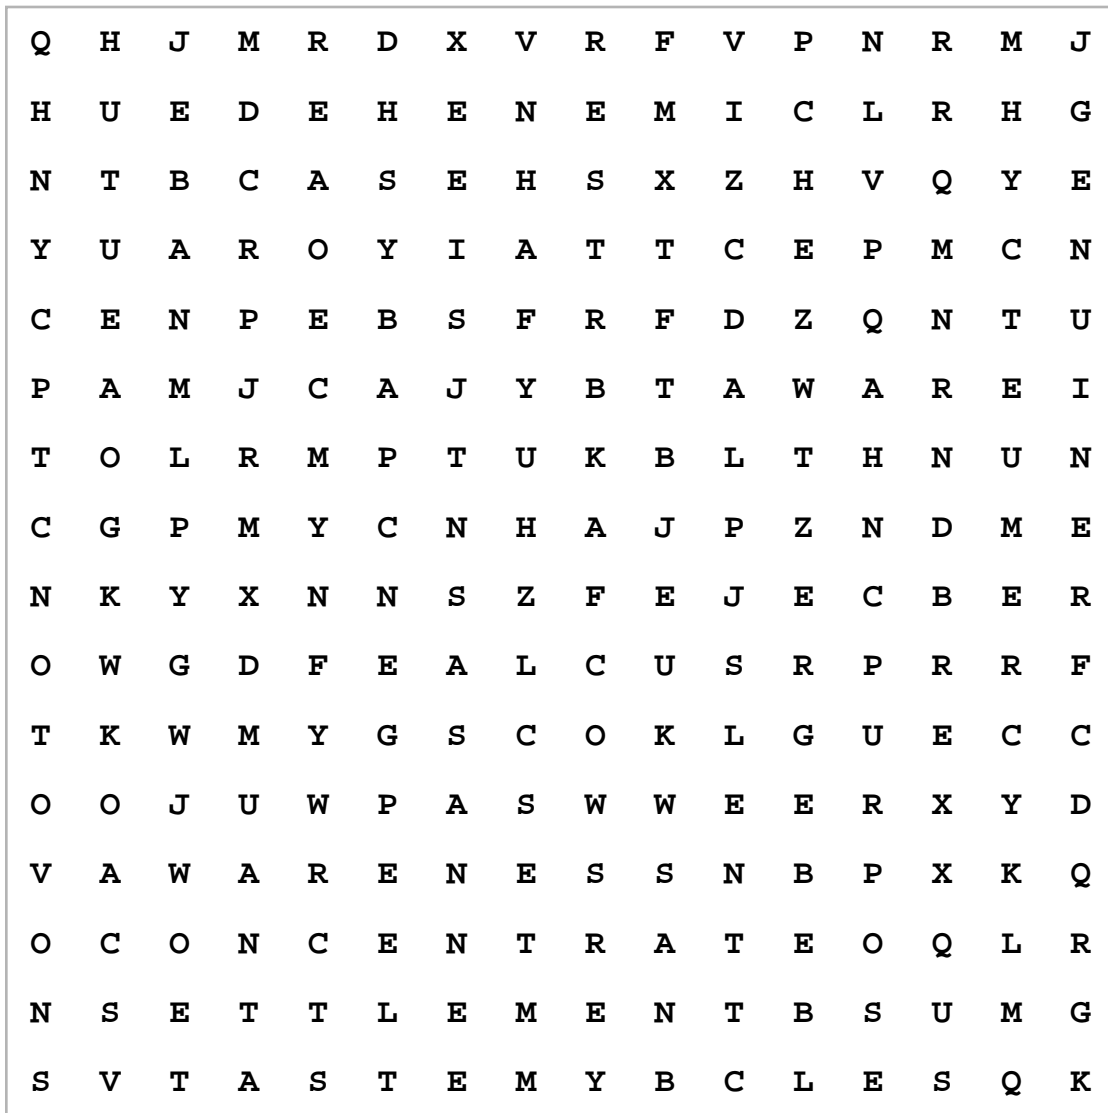 Q H J M R D X V R F V P N R M J
H U E D E H E N E M I C L R H G
N T B C A S E H S X Z H V Q Y E
Y U A R O Y I A T T C E P M C N
C E N P E B S F R F D Z Q N T U
P A M J C A J Y B T A W A R E I
T O L R M P T U K B L T H N U N
C G P M Y C N H A J P Z N D M E
N K Y X N N S Z F E J E C B E R
O W G D F E A L C U S R P R R F
T K W M Y G S C O K L G U E C C
O O J U W P A S W W E E R X Y D
V A W A R E N E S S N B P X K Q
O C O N C E N T R A T E O Q L R
N S E T T L E M E N T B S U M G
S V T A S T E M Y B C L E S Q K